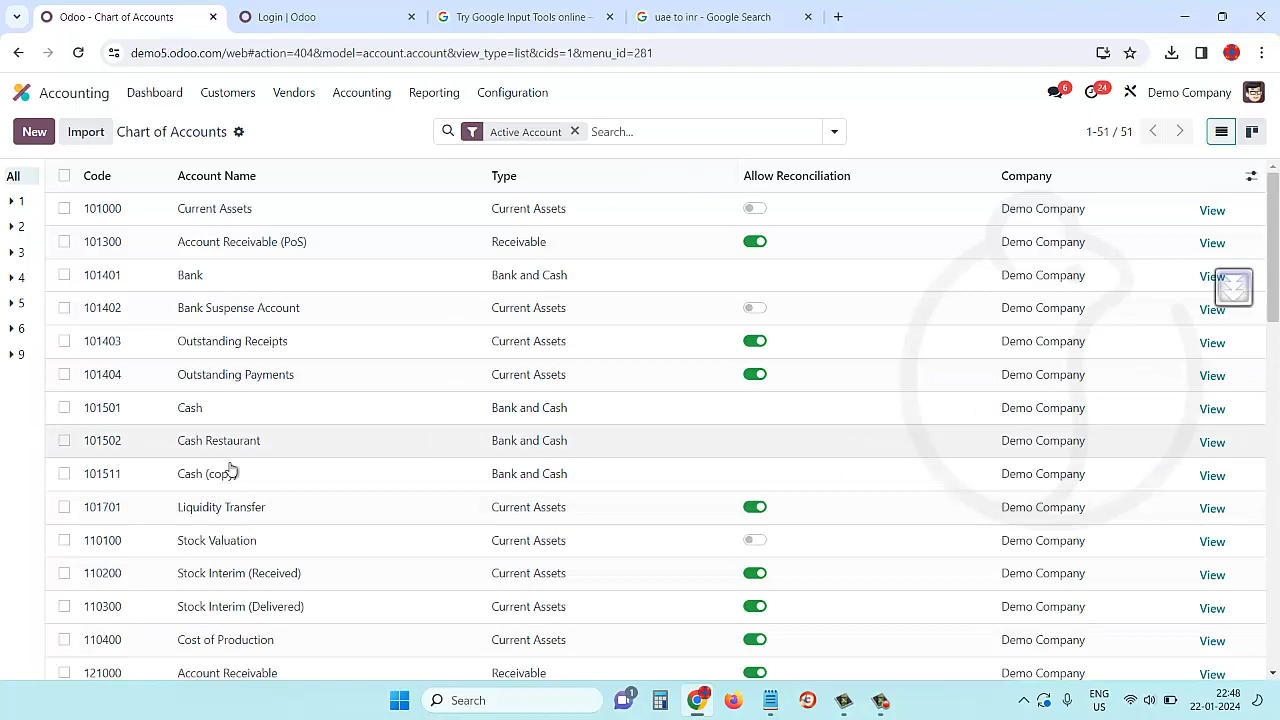 Odoo - Chart of Accounts
Login | Odoo
Try Google Input Tools online –
uae to inr - Google Search
demo5.odoo.com/web#action=404&model=account.account&view_type=list&cids=1&menu_id=281
Accounting Dashboard Customers Vendors Accounting Reporting Configuration 6 24 Demo Company
New Import Chart of Accounts Active Account Search... 1-51 / 51
All Code Account Name Type Allow Reconciliation Company
1 101000 Current Assets Current Assets Demo Company View
2 101300 Account Receivable (PoS) Receivable Demo Company View
3 101401 Bank Bank and Cash Demo Company View
4 101402 Bank Suspense Account Current Assets Demo Company View
5 101403 Outstanding Receipts Current Assets Demo Company View
6 101404 Outstanding Payments Current Assets Demo Company View
9 101501 Cash Bank and Cash Demo Company View
101502 Cash Restaurant Bank and Cash Demo Company View
101511 Cash (copy) Bank and Cash Demo Company View
101701 Liquidity Transfer Current Assets Demo Company View
110100 Stock Valuation Current Assets Demo Company View
110200 Stock Interim (Received) Current Assets Demo Company View
110300 Stock Interim (Delivered) Current Assets Demo Company View
110400 Cost of Production Current Assets Demo Company View
121000 Account Receivable Receivable Demo Company View
Search 1 ENG 22:48
US 22-01-2024